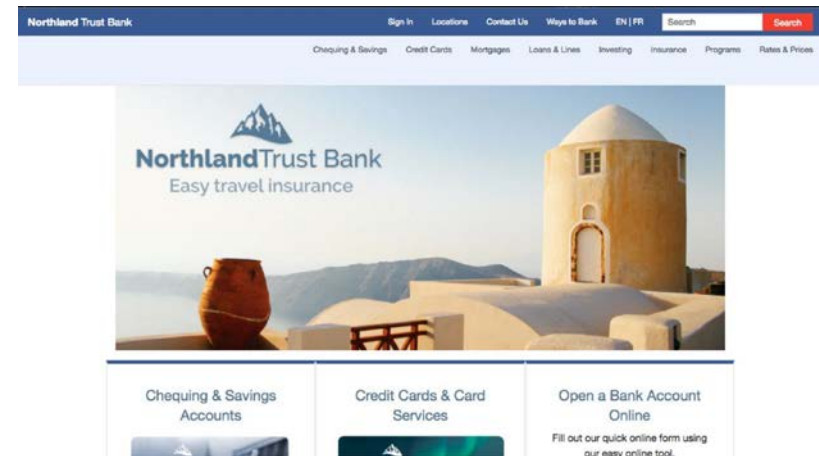 Northland Trust Bank
Sign In Locations Contact Us Ways to Bank EN | FR Search Search
Chequing & Savings Credit Cards Mortgages Loans & Lines Investing Insurance Programs Rates & Prices
NorthlandTrust Bank
Easy travel insurance
Chequing & Savings
Accounts
Credit Cards & Card
Services
Open a Bank Account
Online
Fill out our quick online form using
our easy online tool.